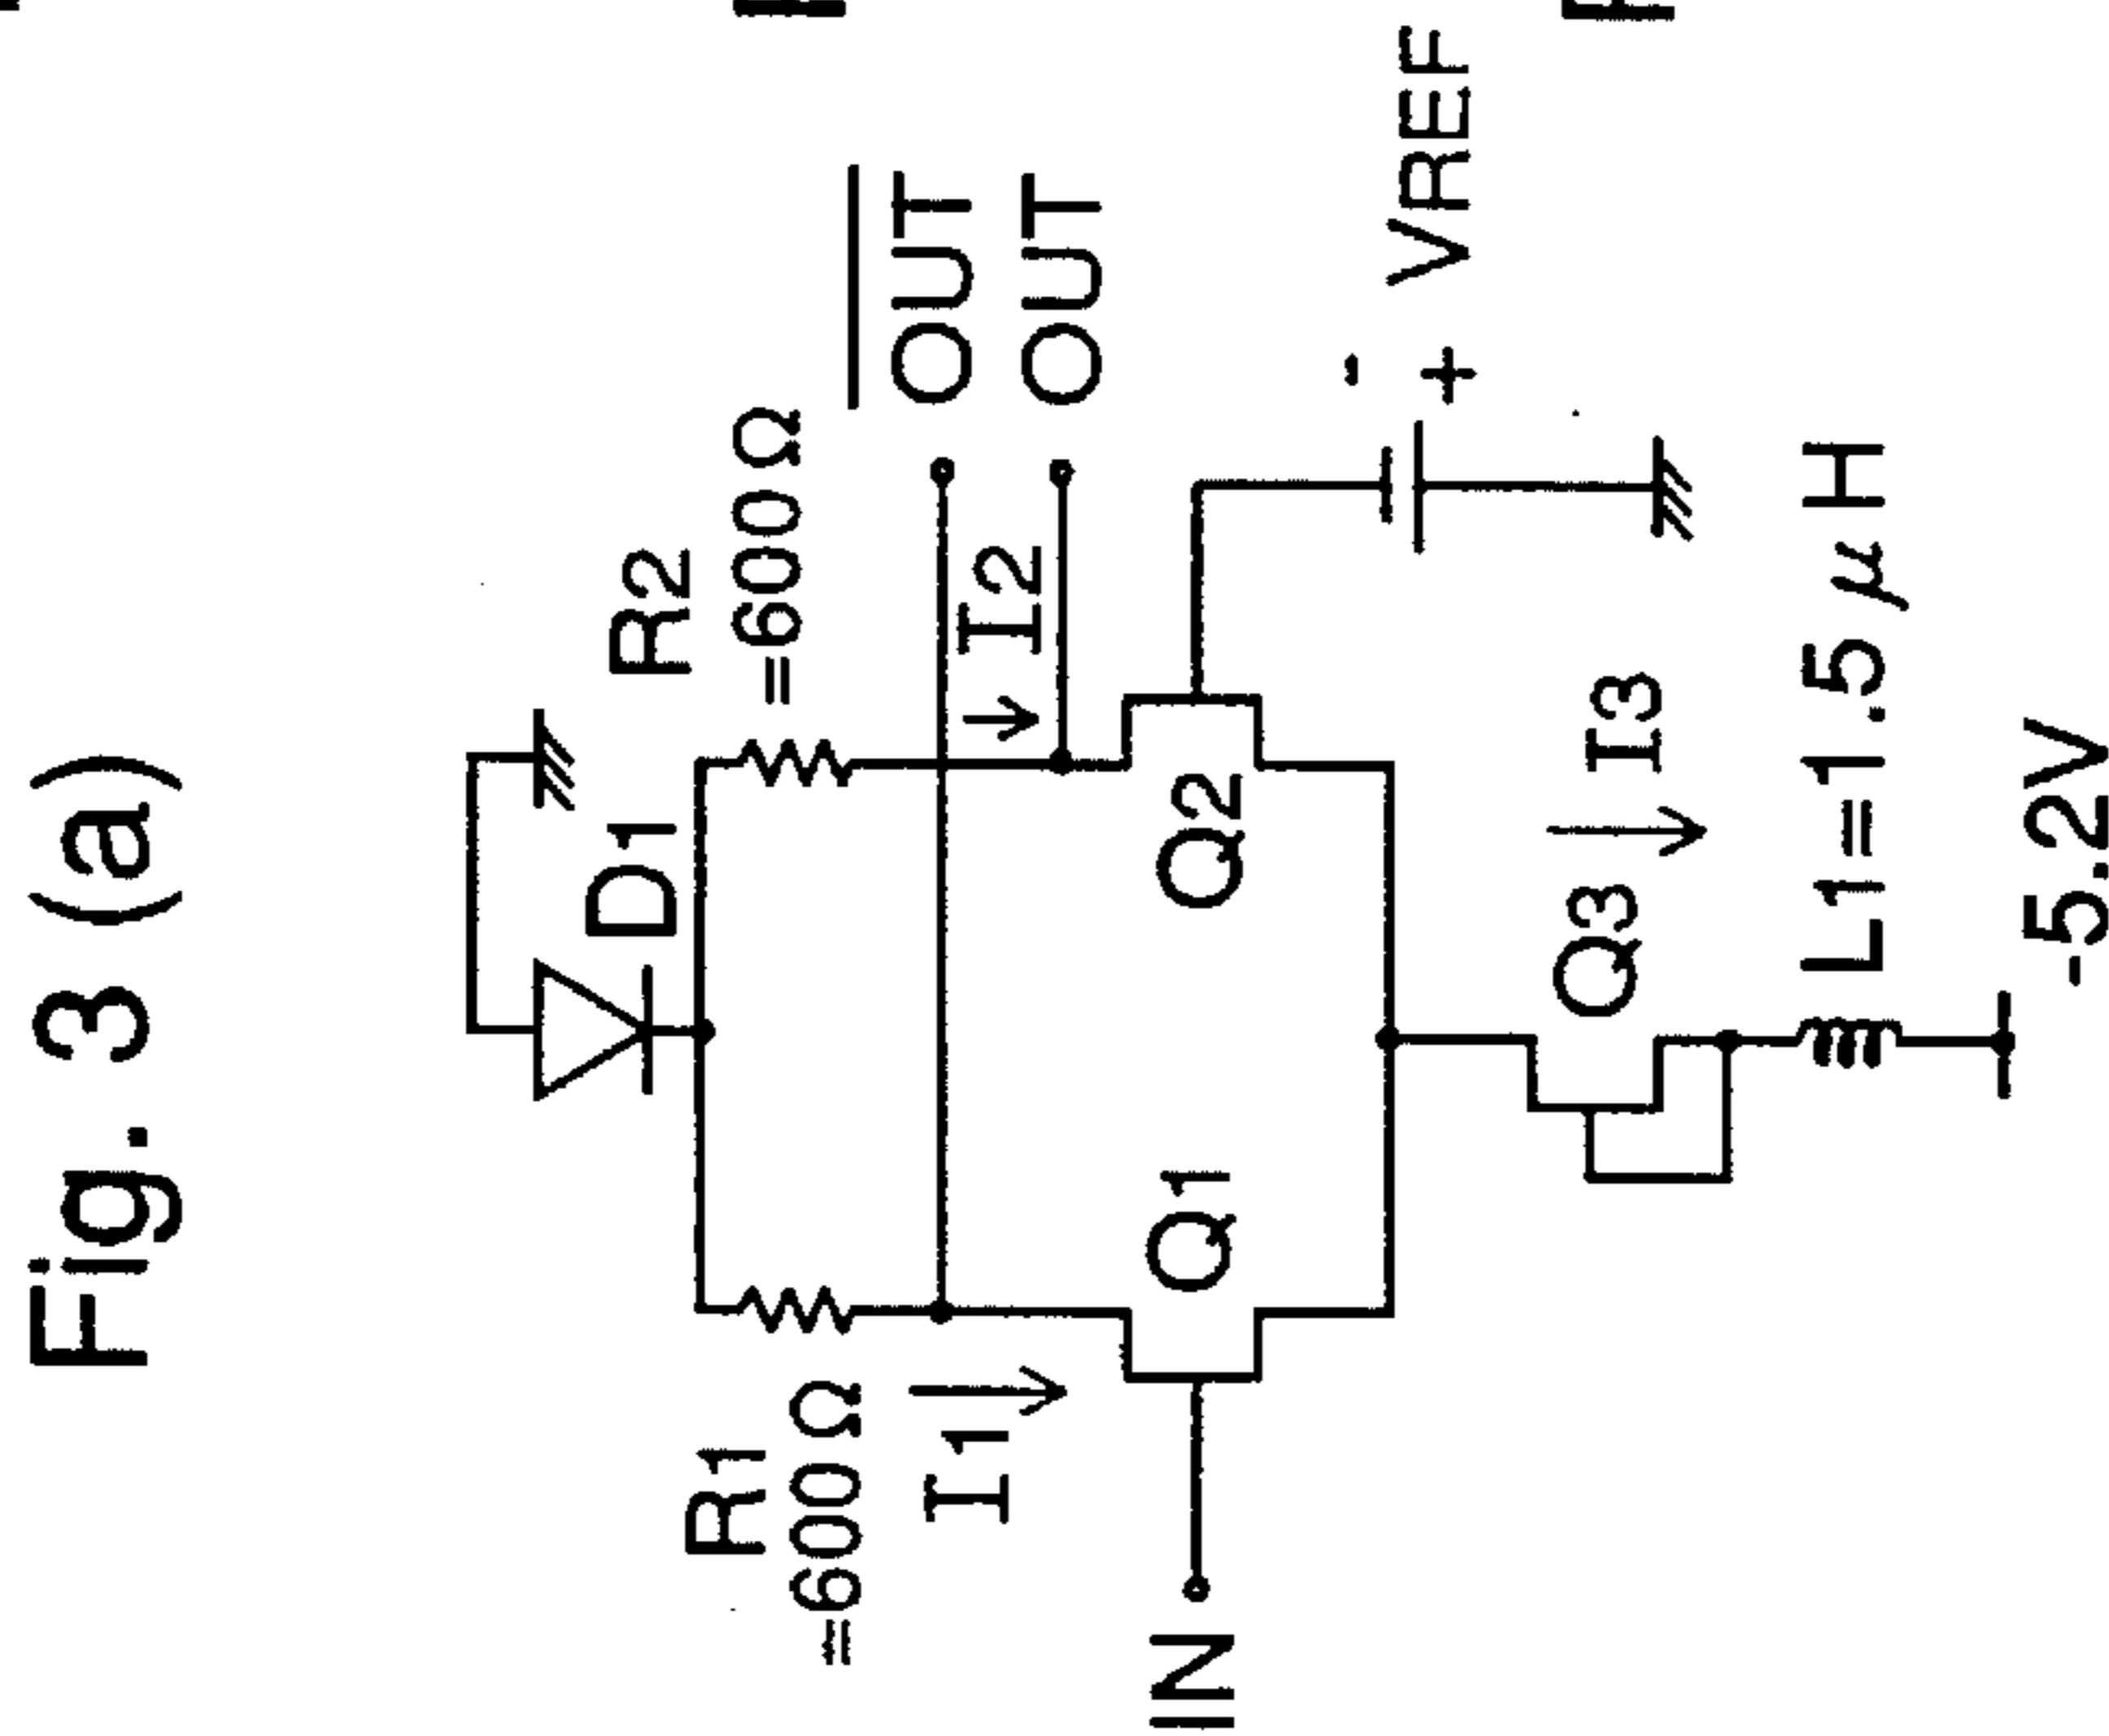 Fig. 3 (a)
D1
R1
=600Ω
R2
=600Ω
OUT
OUT
I1
I2
IN
Q1
Q2
- +
VREF
Q3
I3
L1=1.5μH
-5.2V